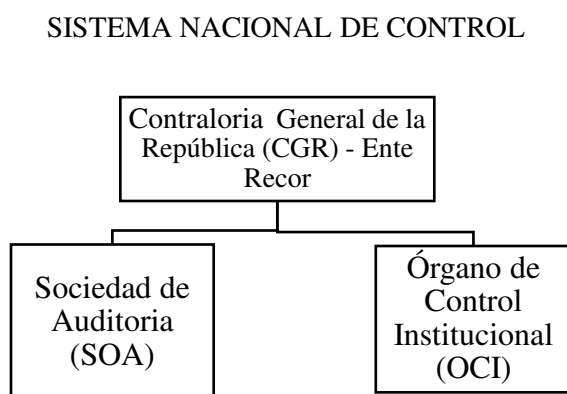 SISTEMA NACIONAL DE CONTROL
Contraloria General de la
República (CGR) - Ente
Recor
Sociedad de
Auditoria
(SOA)
Órgano de
Control
Institucional
(OCI)